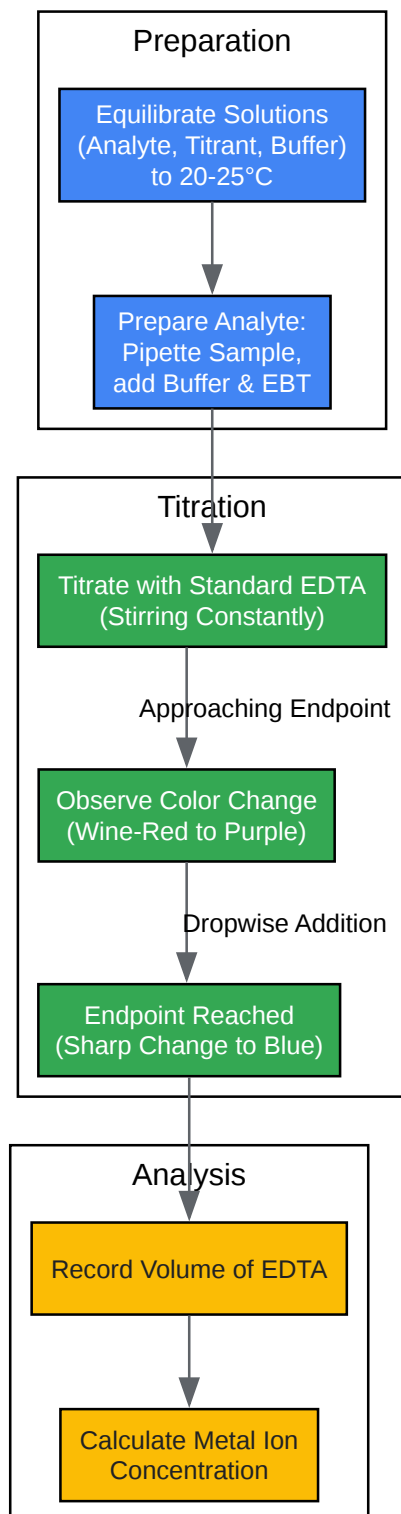 Preparation
Equilibrate Solutions
(Analyte, Titrant, Buffer)
to 20-25°C
Prepare Analyte:
Pipette Sample,
add Buffer & EBT
Titration
Titrate with Standard EDTA
(Stirring Constantly)
Approaching Endpoint
Observe Color Change
(Wine-Red to Purple)
Dropwise Addition
Endpoint Reached
(Sharp Change to Blue)
Analysis
Record Volume of EDTA
Calculate Metal Ion
Concentration